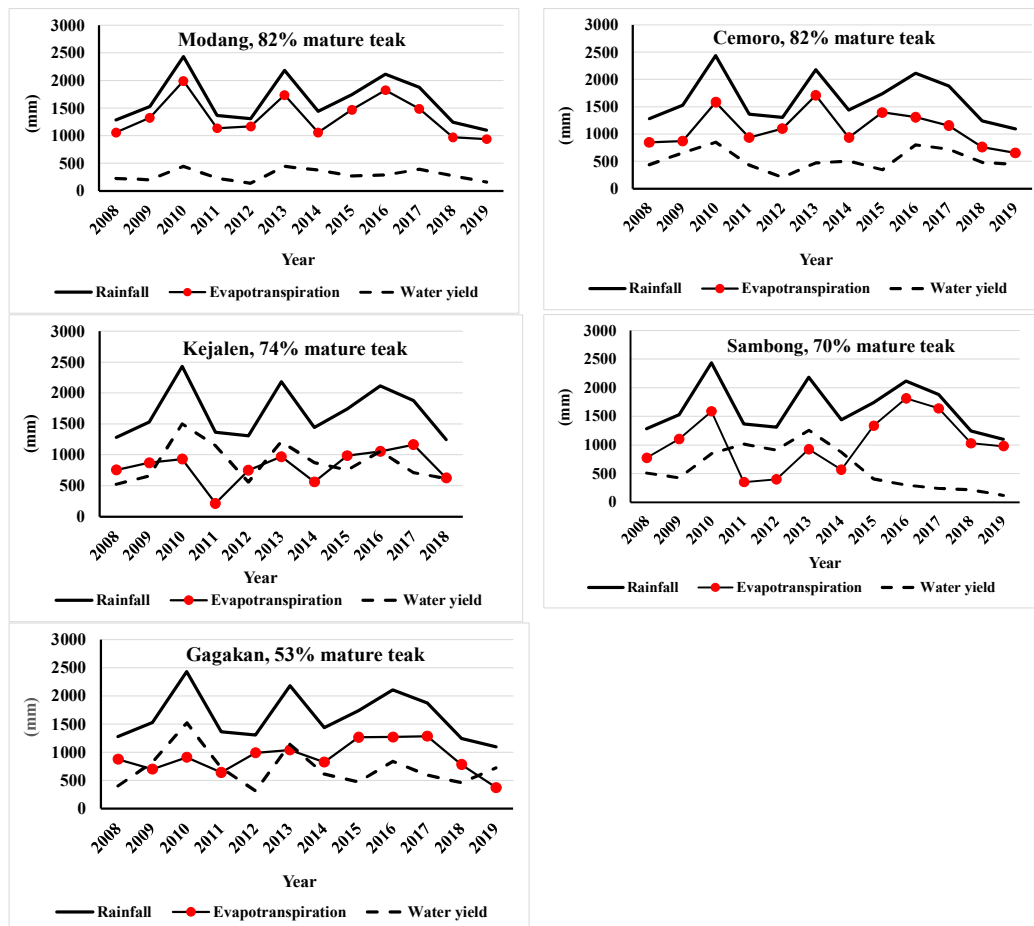 Modang, 82% mature teak
(mm)
3000
2500
2000
1500
1000
500
0
2008 2009 2010 2011 2012 2013 2014 2015 2016 2017 2018 2019
Year
Rainfall Evapotranspiration Water yield
Cemoro, 82% mature teak
(mm)
3000
2500
2000
1500
1000
500
0
2008 2009 2010 2011 2012 2013 2014 2015 2016 2017 2018 2019
Year
Rainfall Evapotranspiration Water yield
Kejalen, 74% mature teak
(mm)
3000
2500
2000
1500
1000
500
0
2008 2009 2010 2011 2012 2013 2014 2015 2016 2017 2018
Year
Rainfall Evapotranspiration Water yield
Sambong, 70% mature teak
(mm)
3000
2500
2000
1500
1000
500
0
2008 2009 2010 2011 2012 2013 2014 2015 2016 2017 2018 2019
Year
Rainfall Evapotranspiration Water yield
Gagakan, 53% mature teak
(mm)
3000
2500
2000
1500
1000
500
0
2008 2009 2010 2011 2012 2013 2014 2015 2016 2017 2018 2019
Year
Rainfall Evapotranspiration Water yield